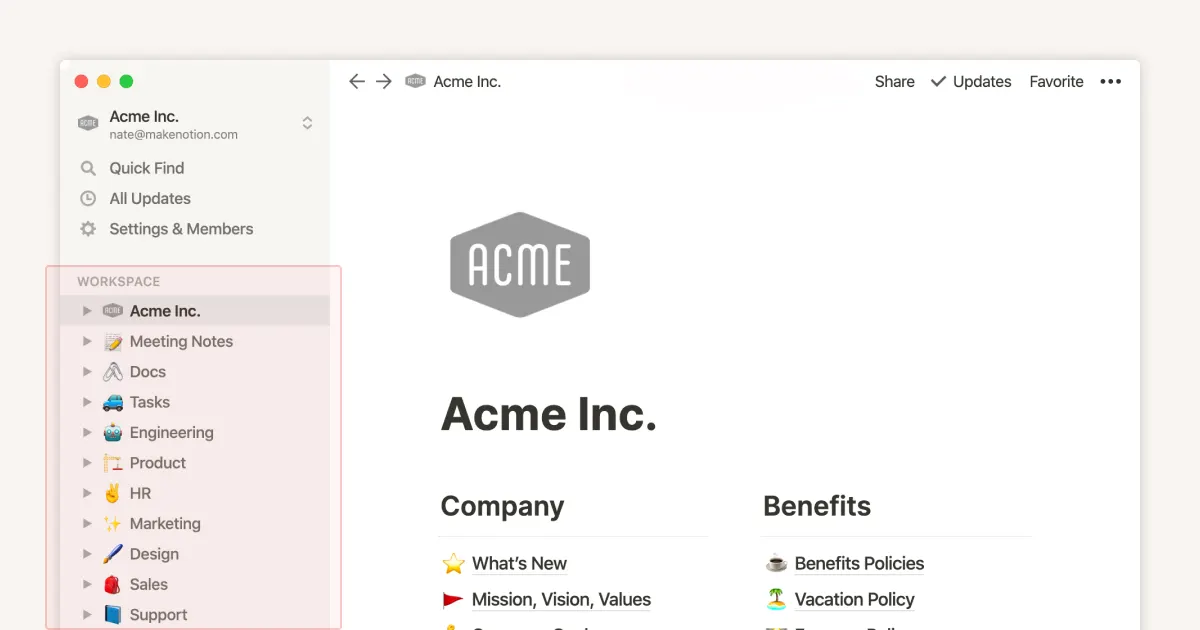 Acme Inc.
Share
Updates
Favorite
ACME
Acme Inc.
nate@makenotion.com
Quick Find
All Updates
Settings & Members
WORKSPACE
ACME
Acme Inc.
Meeting Notes
Docs
Tasks
Engineering
Product
HR
Marketing
Design
Sales
Support
ACME
Acme Inc.
Company
What's New
Mission, Vision, Values
Benefits
Benefits Policies
Vacation Policy